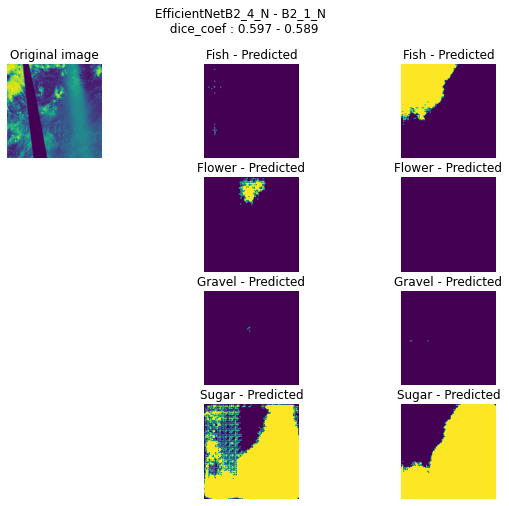 EfficientNetB2_4_N - B2_1_N
dice_coef : 0.597 - 0.589
Original image
Fish - Predicted
Fish - Predicted
Flower - Predicted
Flower - Predicted
Gravel - Predicted
Gravel - Predicted
Sugar - Predicted
Sugar - Predicted